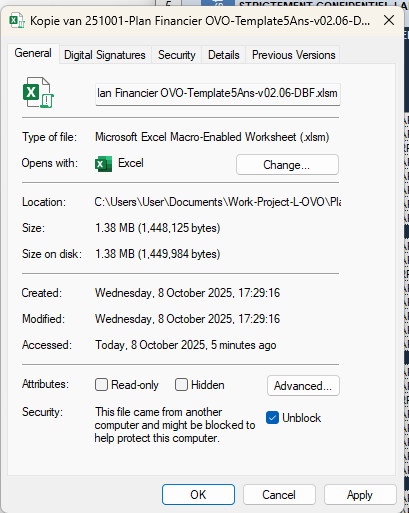 STRICTEMENT CONFIDENTIEL
Kopie van 251001-Plan Financier OVO-Template5Ans-v02.06-D...
General Digital Signatures Security Details Previous Versions
lan Financier OVO-Template5Ans-v02.06-DBF.xlsm
Type of file: Microsoft Excel Macro-Enabled Worksheet (.xlsm)
Opens with: Excel Change...
Location: C:\Users\User\Documents\Work-Project-L-OVO\Pla
Size: 1.38 MB (1,448,125 bytes)
Size on disk: 1.38 MB (1,449,984 bytes)
Created: Wednesday, 8 October 2025, 17:29:16
Modified: Wednesday, 8 October 2025, 17:29:16
Accessed: Today, 8 October 2025, 5 minutes ago
Attributes: Read-only Hidden Advanced...
Security: This file came from another
computer and might be blocked to
help protect this computer.
Unblock
OK Cancel Apply